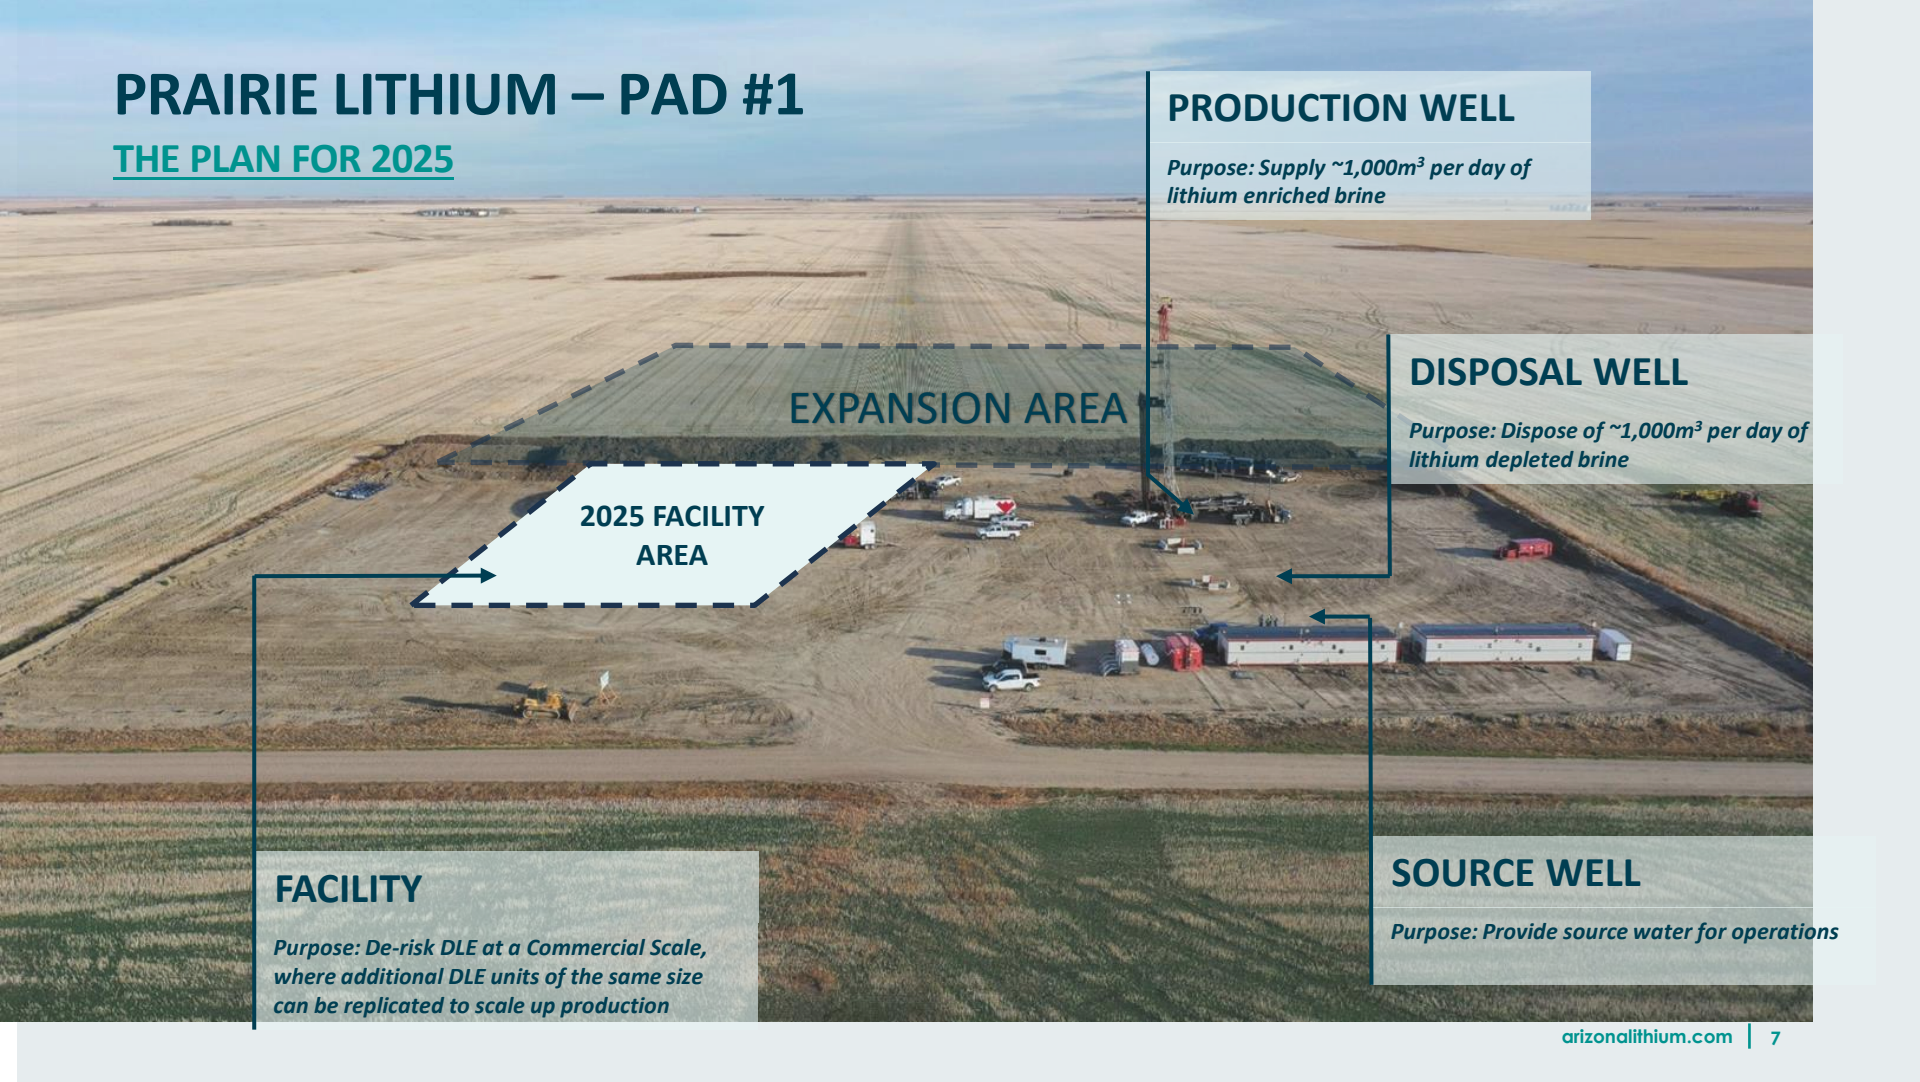 PRAIRIE LITHIUM – PAD #1
THE PLAN FOR 2025
PRODUCTION WELL
Purpose: Supply ~1,000m³ per day of
lithium enriched brine
DISPOSAL WELL
Purpose: Dispose of ~1,000m³ per day of
lithium depleted brine
EXPANSION AREA
2025 FACILITY
AREA
FACILITY
Purpose: De-risk DLE at a Commercial Scale,
where additional DLE units of the same size
can be replicated to scale up production
SOURCE WELL
Purpose: Provide source water for operations
arizonalithium.com
7